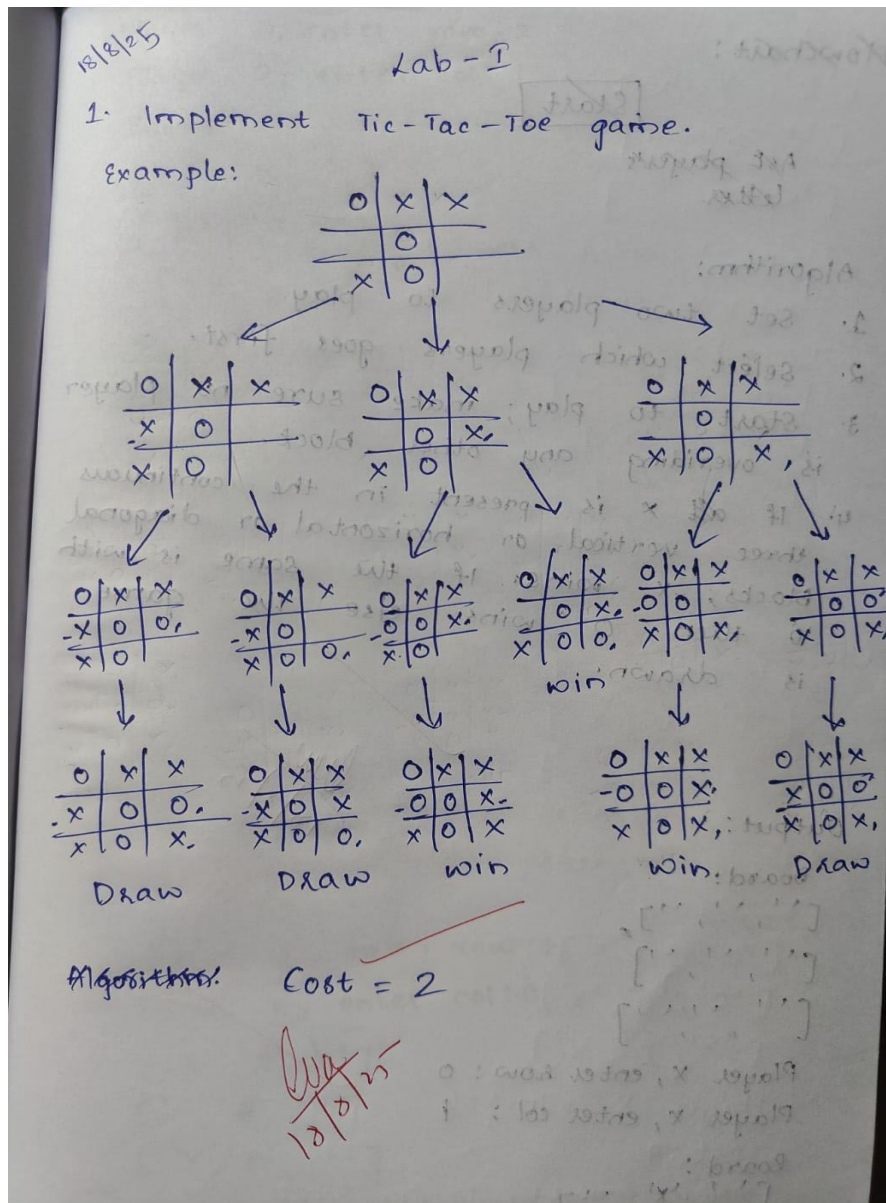 18/8/25
Lab - I
1. Implement Tic-Tac-Toe game.
Example:
O | X | X
| O |
X | O |
O | X | X O | X | X O | X | X
-X | O | | O | X. | O |
X | O | X | O | X | O | X,
O | X | X O | X | X O | X | X O | X | X O | X | X O | X | X
-X | O | O. -X | O | -O | O | X. | O | X. -O | O | | O | O
X | O | X | O | O. X | O | X | O | O. X | O | X, X | O | X,
win
O | X | X O | X | X O | X | X O | X | X O | X | X
-X | O | O. -X | O | X -O | O | X. -O | O | X. X | O | O
X | O | X. X | O | O. X | O | X X | O | X, X | O | X,
Draw Draw win win. Draw
Algorithm. Cost = 2
18/8/25